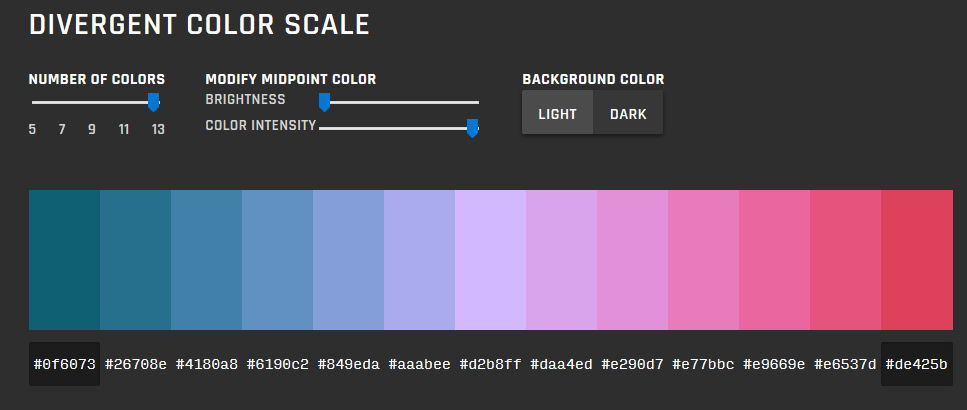 DIVERGENT COLOR SCALE
NUMBER OF COLORS
5 7 9 11 13
MODIFY MIDPOINT COLOR
BRIGHTNESS
COLOR INTENSITY
BACKGROUND COLOR
LIGHT DARK
#0f6073 #26708e #4180a8 #6190c2 #849eda #aaabee #d2b8ff #daa4ed #e290d7 #e77bbc #e9669e #e6537d #de425b